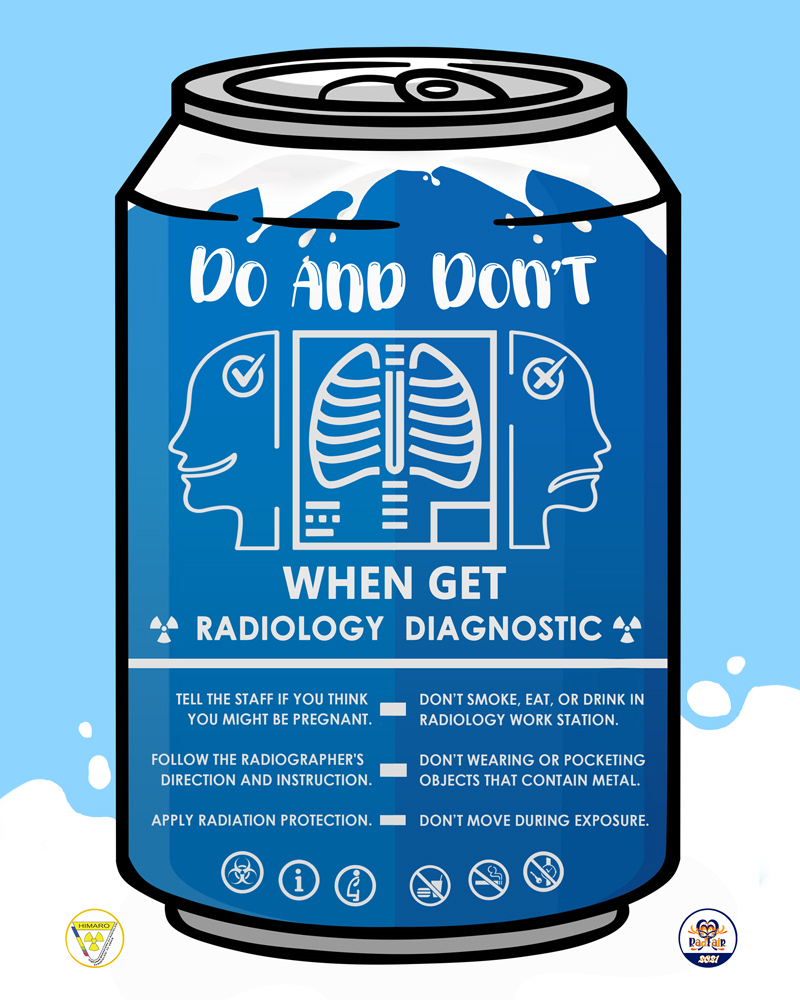 Do And Don't
WHEN GET
RADIOLOGY DIAGNOSTIC
TELL THE STAFF IF YOU THINK
YOU MIGHT BE PREGNANT.
DON'T SMOKE, EAT, OR DRINK IN
RADIOLOGY WORK STATION.
FOLLOW THE RADIOGRAPHER'S
DIRECTION AND INSTRUCTION.
DON'T WEARING OR POCKETING
OBJECTS THAT CONTAIN METAL.
APPLY RADIATION PROTECTION.
DON'T MOVE DURING EXPOSURE.
i
HIMARO
RadFair
2021